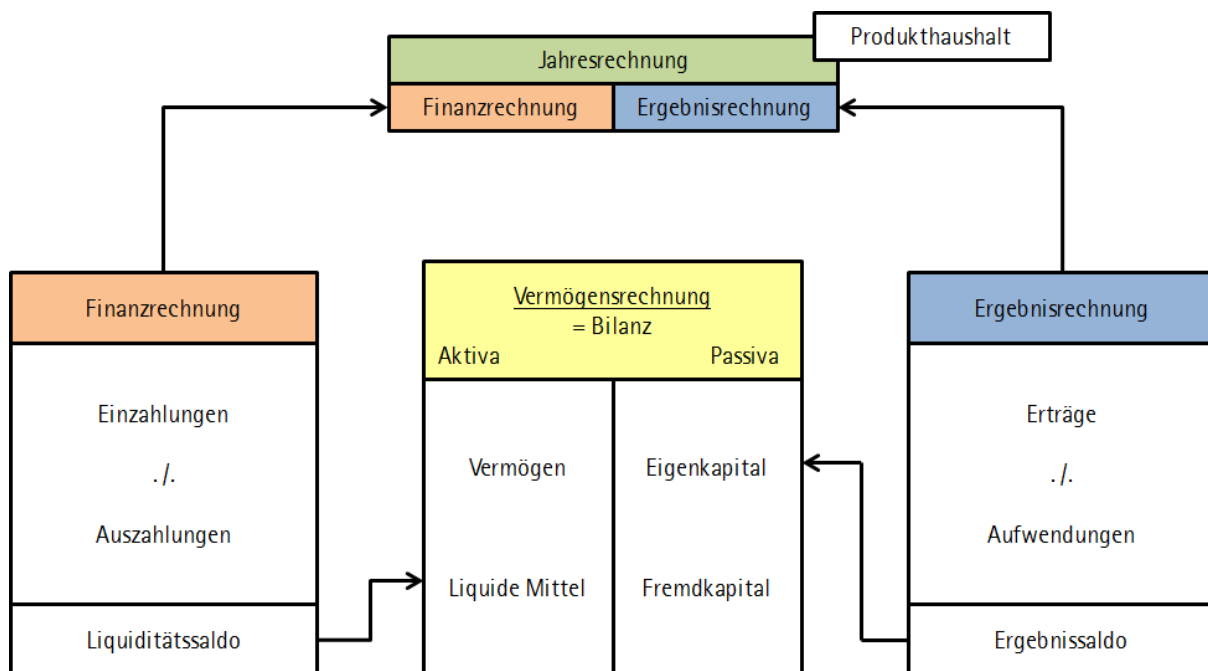 Produkthaushalt
Jahresrechnung
Finanzrechnung
Ergebnisrechnung
Finanzrechnung
Einzahlungen
./.
Auszahlungen
Liquiditätssaldo
Vermögensrechnung
= Bilanz
Aktiva Passiva
Vermögen Eigenkapital
Liquide Mittel Fremdkapital
Ergebnisrechnung
Erträge
./.
Aufwendungen
Ergebnissaldo